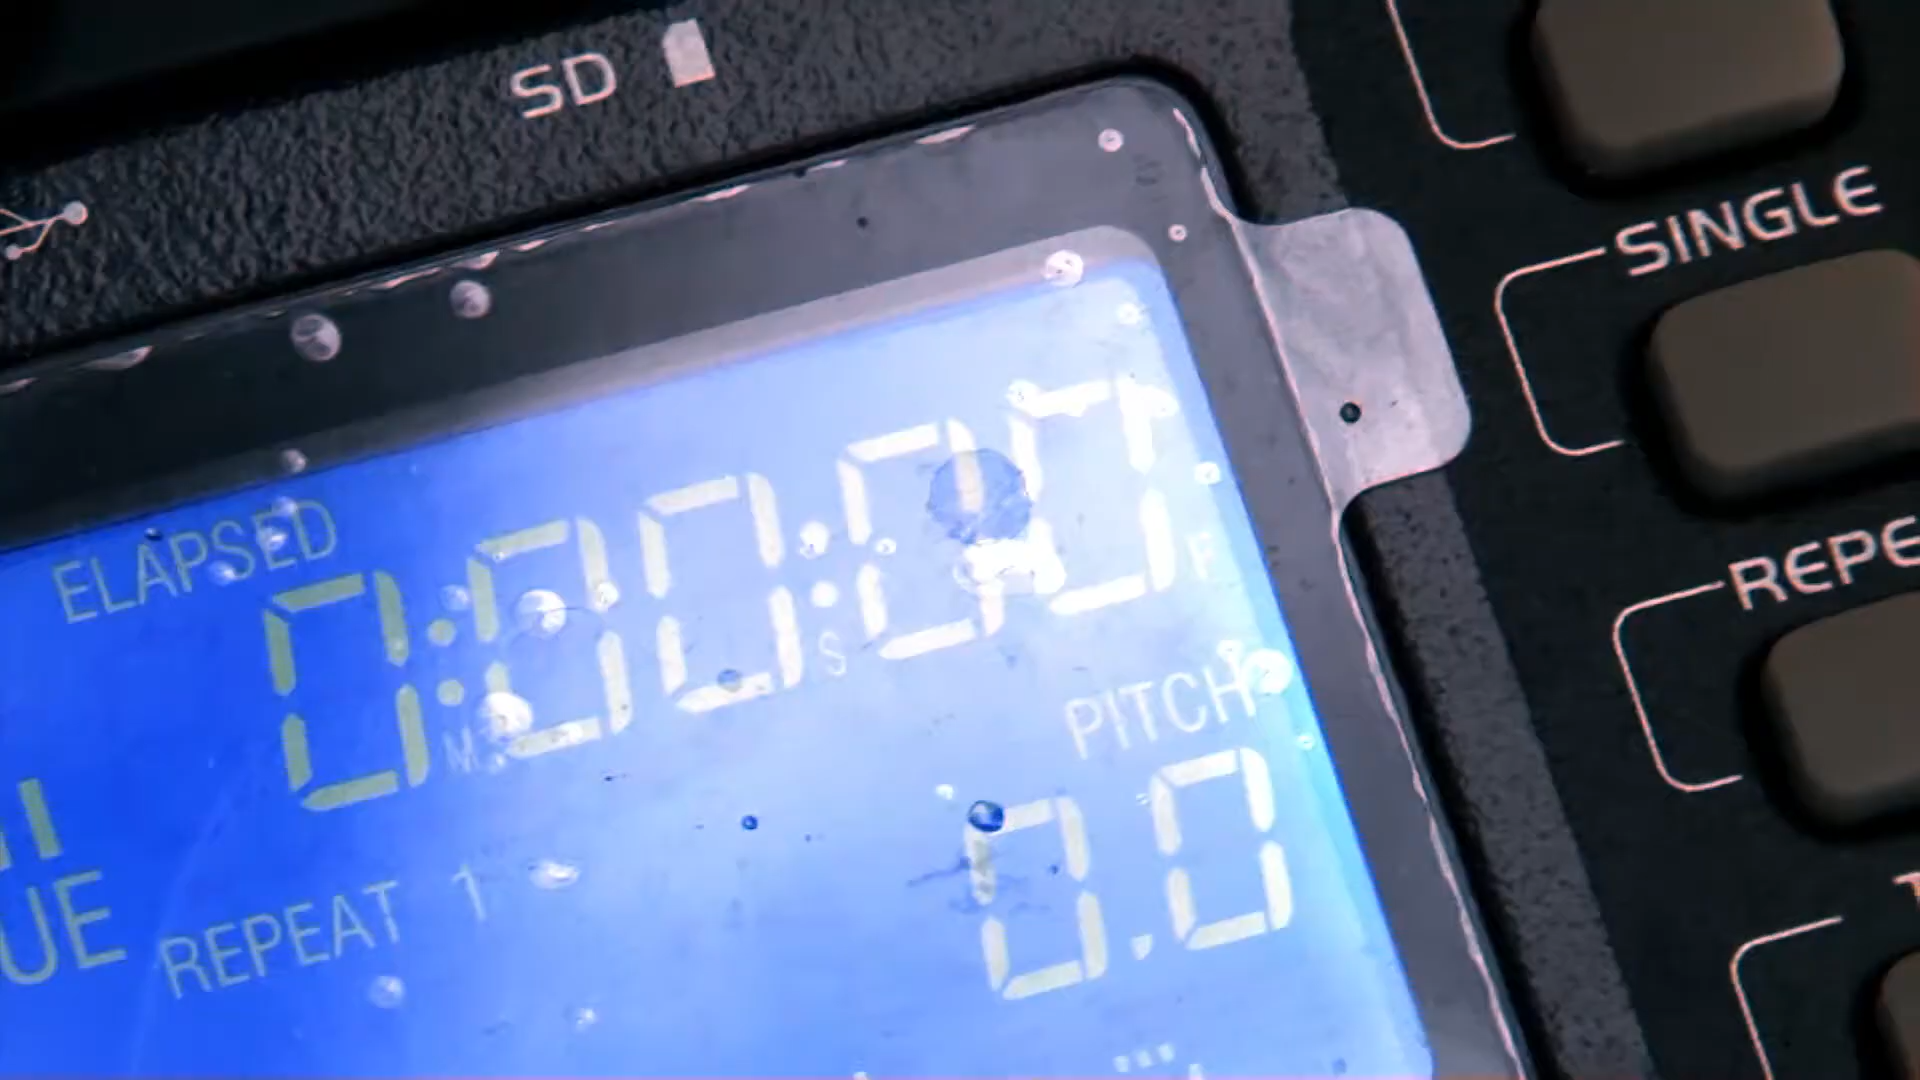 SD
SINGLE
REPE
ELAPSED
0:00:00
M S F
PITCH
0.0
UE
REPEAT 1